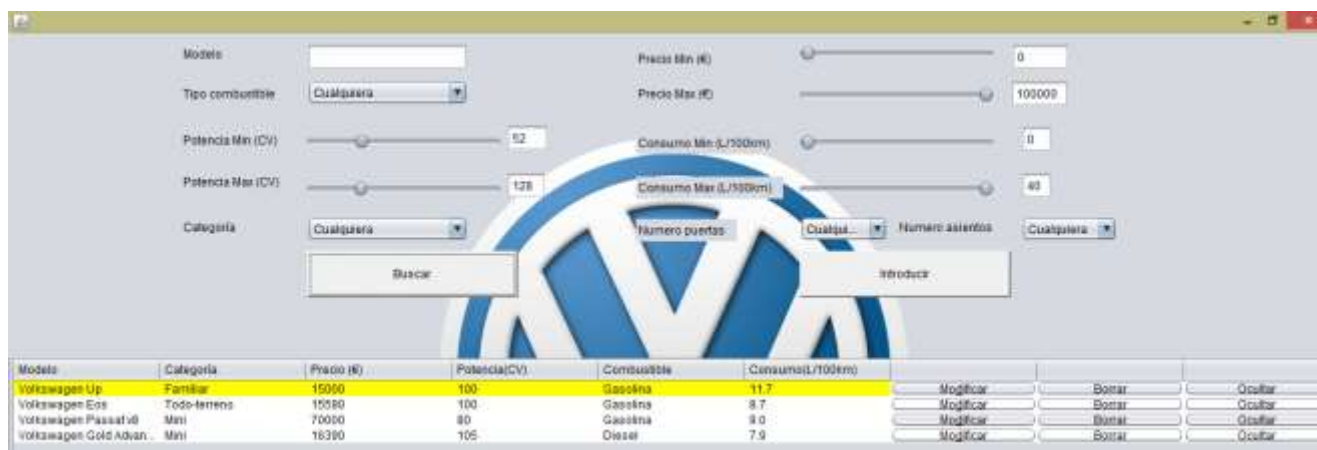 Modelo Precio Min (€) 0
Tipo combustible Cualquiera Precio Max (€) 100000
Potencia Min (CV) 52 Consumo Min (L/100km) 0
Potencia Max (CV) 128 Consumo Max (L/100km) 40
Categoría Cualquiera Numero puertas Cualqui... Numero asientos Cualquiera
Buscar Introducir
Modelo Categoría Precio (€) Potencia(CV) Combustible Consumo(L/100km)
Volkswagen Up Familiar 15000 100 Gasolina 11.7 Modificar Borrar Ocultar
Volkswagen Eos Todo-terreno 15580 100 Gasolina 8.7 Modificar Borrar Ocultar
Volkswagen Passat v8 Mini 70000 80 Gasolina 9.0 Modificar Borrar Ocultar
Volkswagen Gold Advan... Mini 16390 105 Diesel 7.9 Modificar Borrar Ocultar